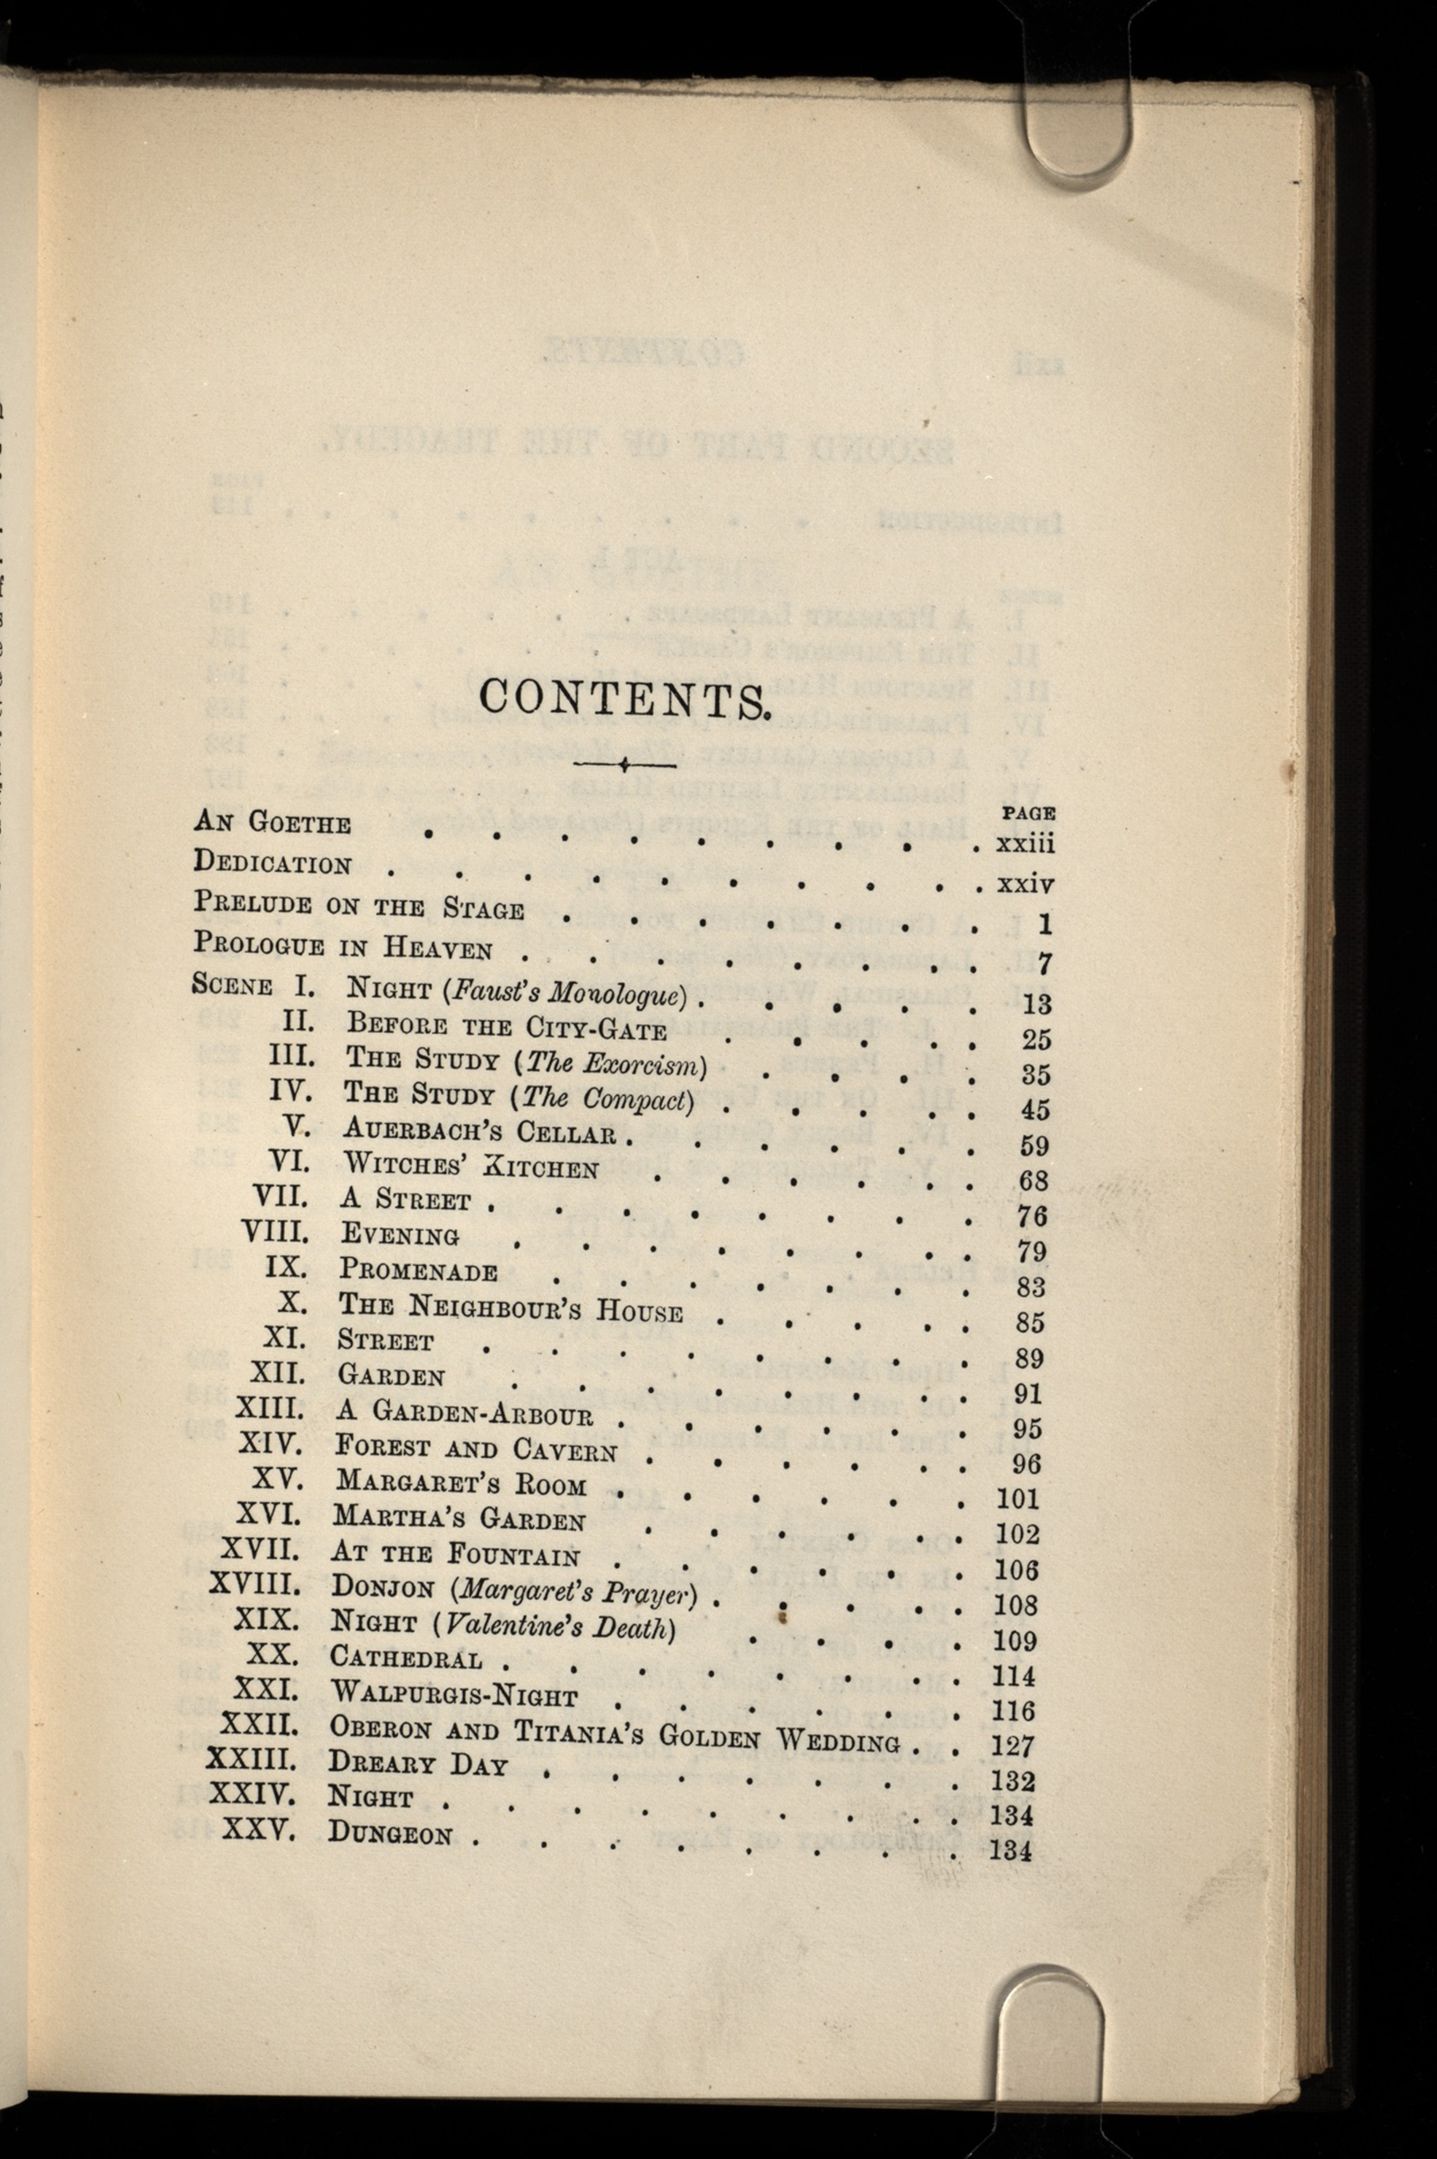 CONTENTS.
PAGE
AN GOETHE . . . . . . . . . xxiii
DEDICATION . . . . . . . . . . xxiv
PRELUDE ON THE STAGE . . . . . . . 1
PROLOGUE IN HEAVEN . . . . . . . . 7
SCENE I. NIGHT (Faust's Monologue) . . . . . 13
II. BEFORE THE CITY-GATE . . . . . 25
III. THE STUDY (The Exorcism) . . . . 35
IV. THE STUDY (The Compact) . . . . . 45
V. AUERBACH'S CELLAR . . . . . . 59
VI. WITCHES' KITCHEN . . . . . . 68
VII. A STREET . . . . . . . . 76
VIII. EVENING . . . . . . . . 79
IX. PROMENADE . . . . . . . 83
X. THE NEIGHBOUR'S HOUSE . . . . . 85
XI. STREET . . . . . . . . 89
XII. GARDEN . . . . . . . . 91
XIII. A GARDEN-ARBOUR . . . . . . 95
XIV. FOREST AND CAVERN . . . . . . 96
XV. MARGARET'S ROOM . . . . . . 101
XVI. MARTHA'S GARDEN . . . . . . 102
XVII. AT THE FOUNTAIN . . . . . . 106
XVIII. DONJON (Margaret's Prayer) . . . . . 108
XIX. NIGHT (Valentine's Death) . . . . 109
XX. CATHEDRAL . . . . . . . . 114
XXI. WALPURGIS-NIGHT . . . . . . 116
XXII. OBERON AND TITANIA'S GOLDEN WEDDING . . 127
XXIII. DREARY DAY . . . . . . . 132
XXIV. NIGHT . . . . . . . . . 134
XXV. DUNGEON . . . . . . . . 134